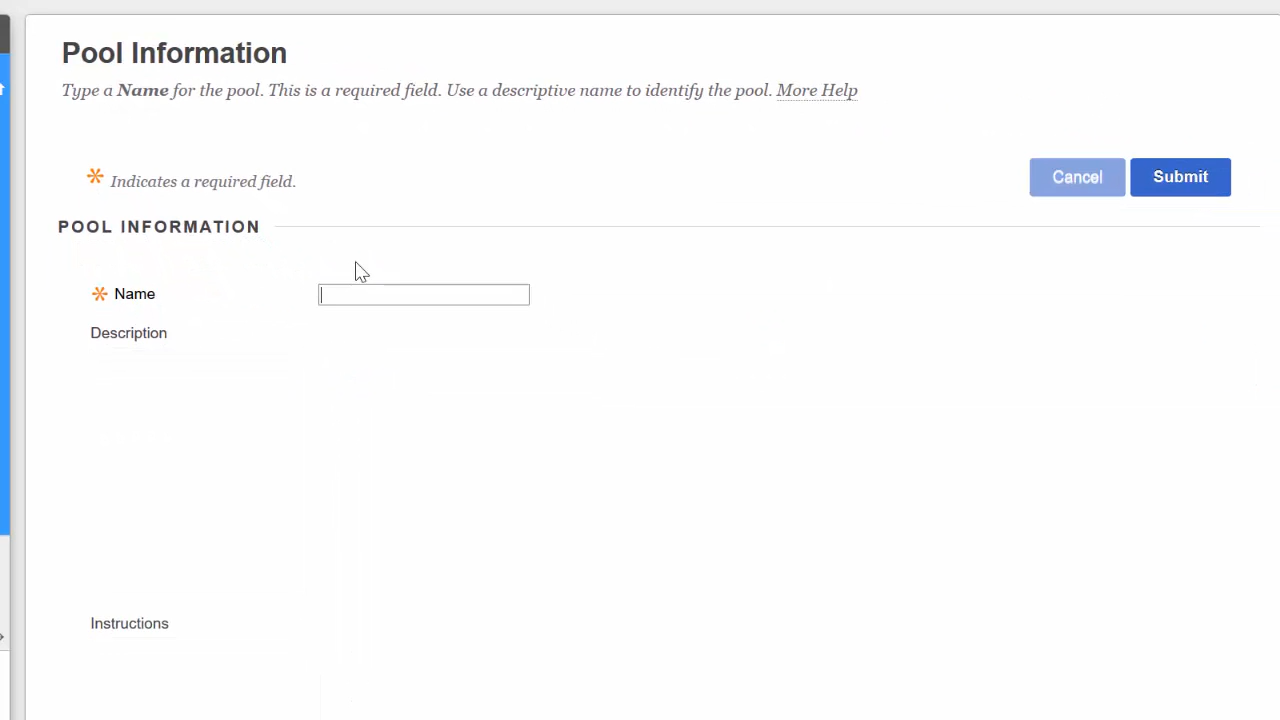 Pool Information
Type a Name for the pool. This is a required field. Use a descriptive name to identify the pool. More Help
Indicates a required field.
Cancel
Submit
POOL INFORMATION
Name
Description
Instructions